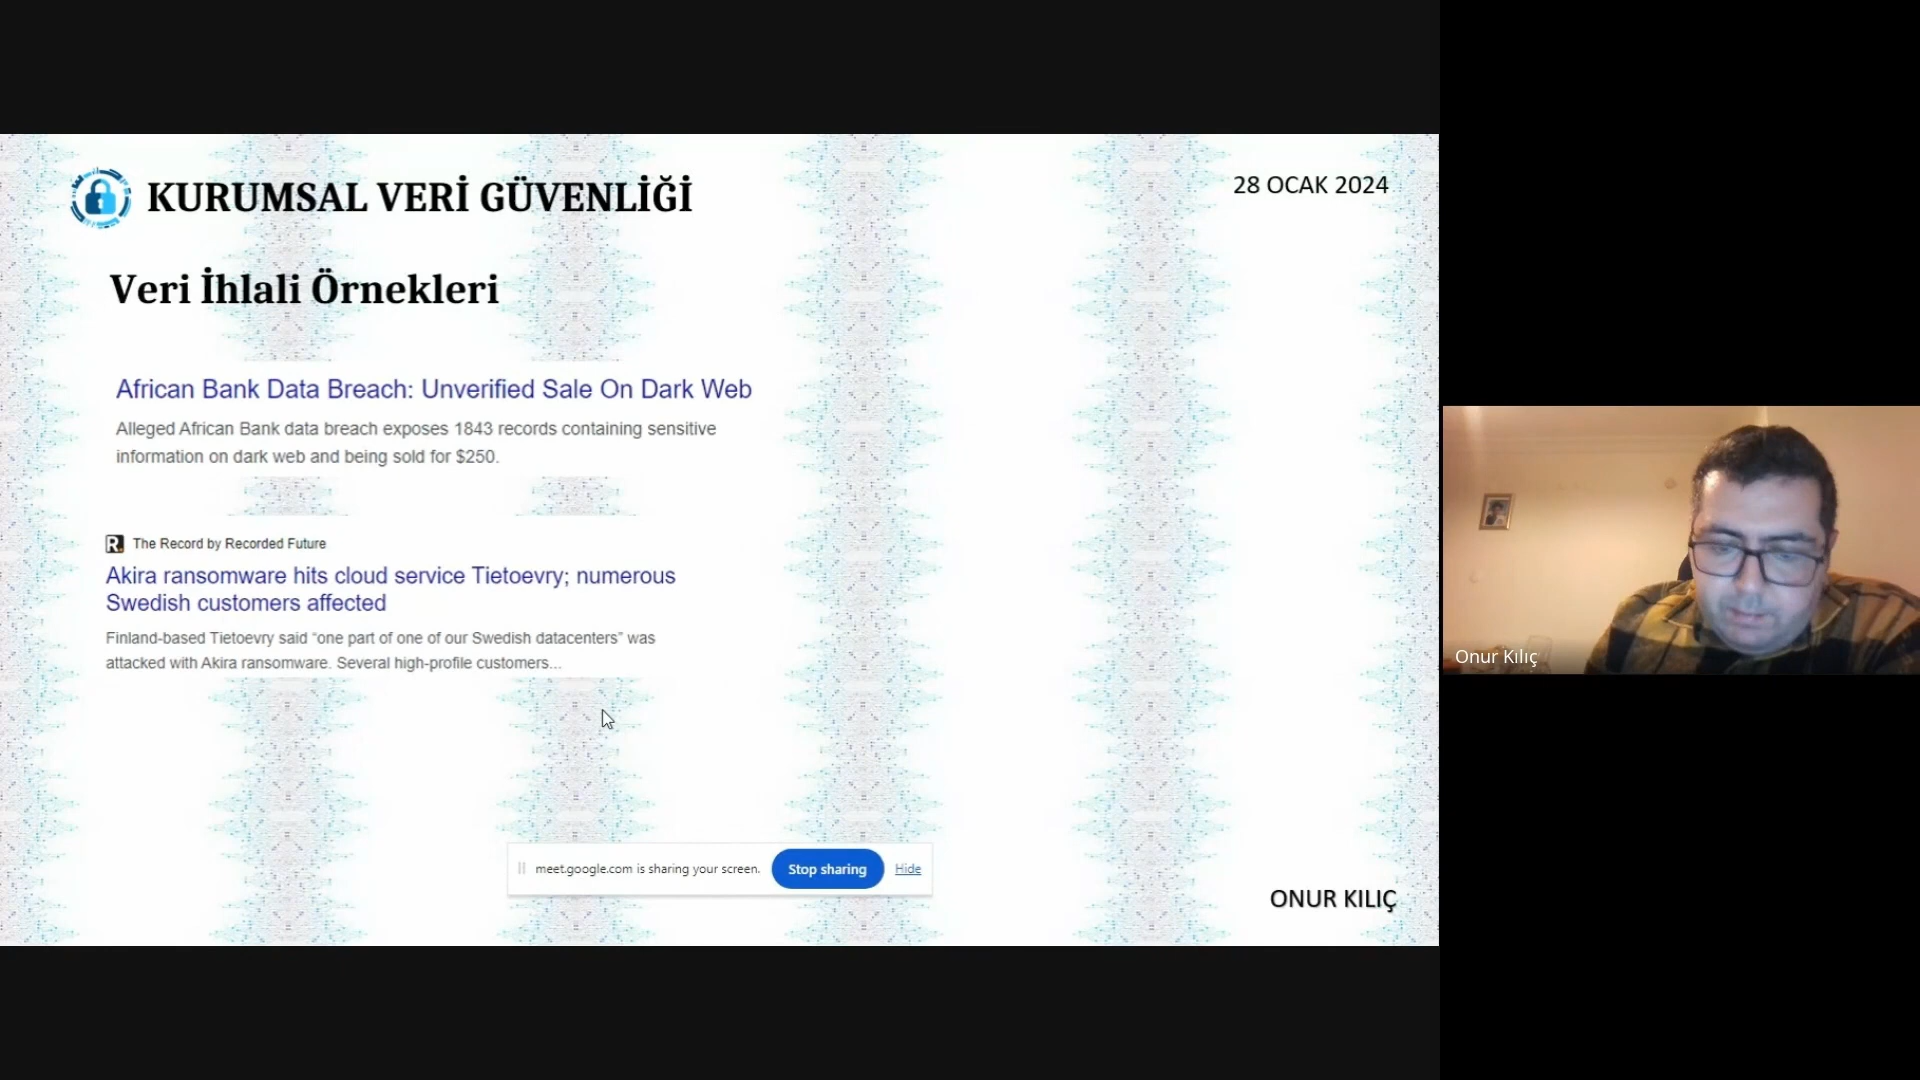 KURUMSAL VERİ GÜVENLİĞİ
28 OCAK 2024
Veri İhlali Örnekleri
African Bank Data Breach: Unverified Sale On Dark Web
Alleged African Bank data breach exposes 1843 records containing sensitive
information on dark web and being sold for $250.
R
The Record by Recorded Future
Akira ransomware hits cloud service Tietoevry; numerous
Swedish customers affected
Finland-based Tietoevry said “one part of one of our Swedish datacenters” was
attacked with Akira ransomware. Several high-profile customers...
meet.google.com is sharing your screen.
Stop sharing
Hide
ONUR KILIÇ
Onur Kılıç